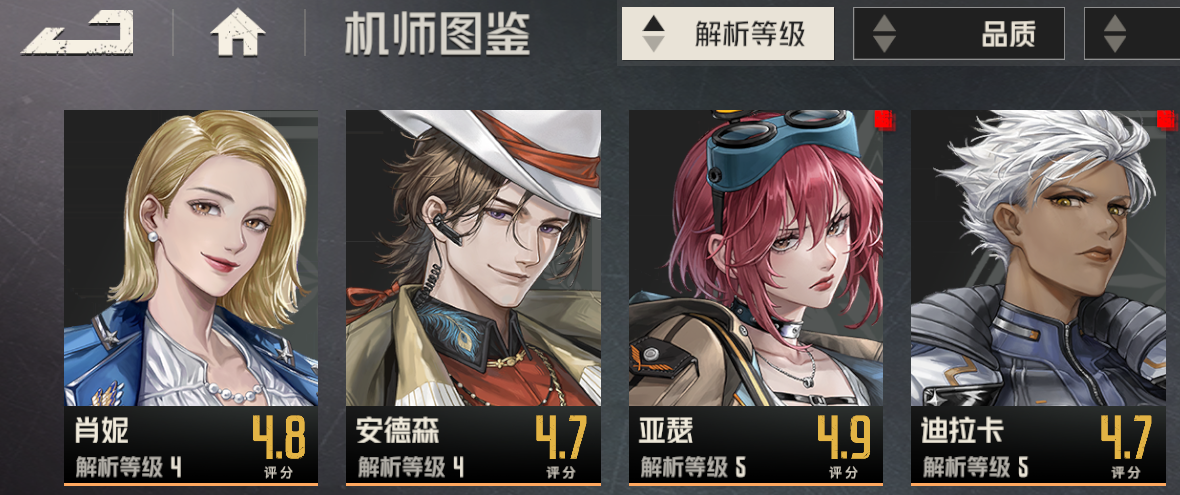 机师图鉴
解析等级
品质
肖妮
4.8
解析等级 4
评分
安德森
4.7
解析等级 4
评分
亚瑟
4.9
解析等级 5
评分
迪拉卡
4.7
解析等级 5
评分